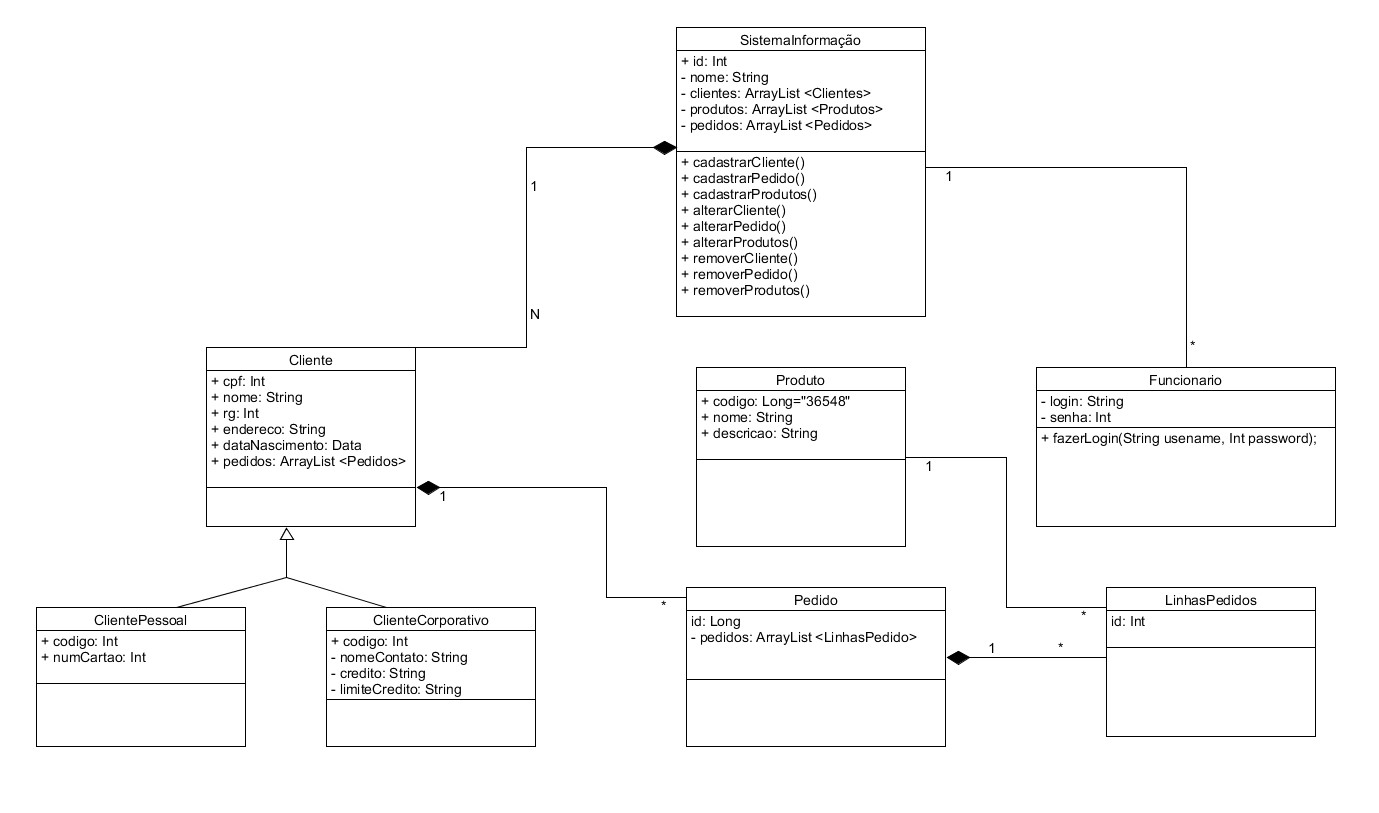 SistemaInformação
+ id: Int
- nome: String
- clientes: ArrayList <Clientes>
- produtos: ArrayList <Produtos>
- pedidos: ArrayList <Pedidos>
+ cadastrarCliente()
+ cadastrarPedido()
+ cadastrarProdutos()
+ alterarCliente()
+ alterarPedido()
+ alterarProdutos()
+ removerCliente()
+ removerPedido()
+ removerProdutos()
1
N
1
*
Cliente
+ cpf: Int
+ nome: String
+ rg: Int
+ endereco: String
+ dataNascimento: Data
+ pedidos: ArrayList <Pedidos>
Produto
+ codigo: Long="36548"
+ nome: String
+ descricao: String
Funcionario
- login: String
- senha: Int
+ fazerLogin(String usename, Int password);
1
*
1
*
ClientePessoal
+ codigo: Int
+ numCartao: Int
ClienteCorporativo
+ codigo: Int
- nomeContato: String
- credito: String
- limiteCredito: String
Pedido
id: Long
- pedidos: ArrayList <LinhasPedido>
1
*
LinhasPedidos
id: Int